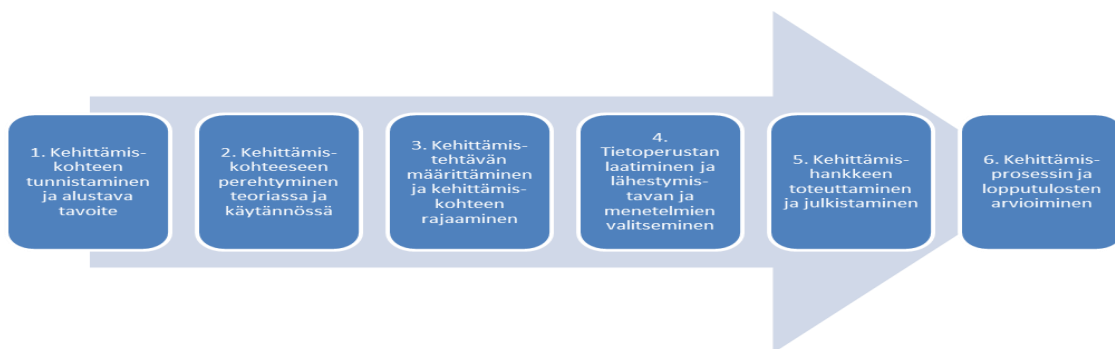 1. Kehittämis-
kohteen
tunnistaminen
ja alustava
tavoite
2. Kehittämis-
kohteeseen
perehtyminen
teoriassa ja
käytännössä
3. Kehittämis-
tehtävän
määrittäminen
ja kehittämis-
kohteen
rajaaminen
4.
Tietoperustan
laatiminen ja
lähestymis-
tavan ja
menetelmien
valitseminen
5. Kehittämis-
hankkeen
toteuttaminen
ja julkistaminen
6. Kehittämis-
prosessin ja
lopputulosten
arvioiminen